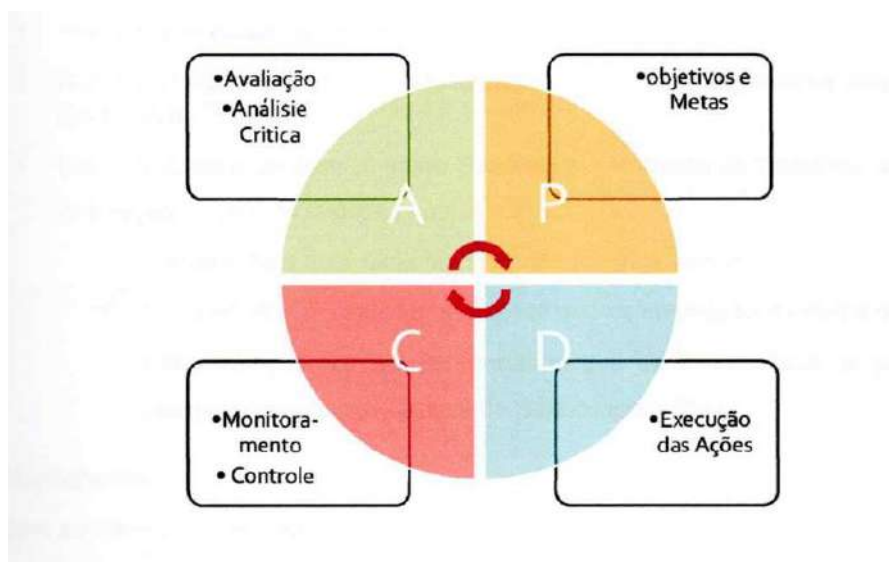 •Avaliação
•Análisie
Critica
•objetivos e
Metas
A
P
C
D
•Monitora-
mento
• Controle
•Execução
das Ações